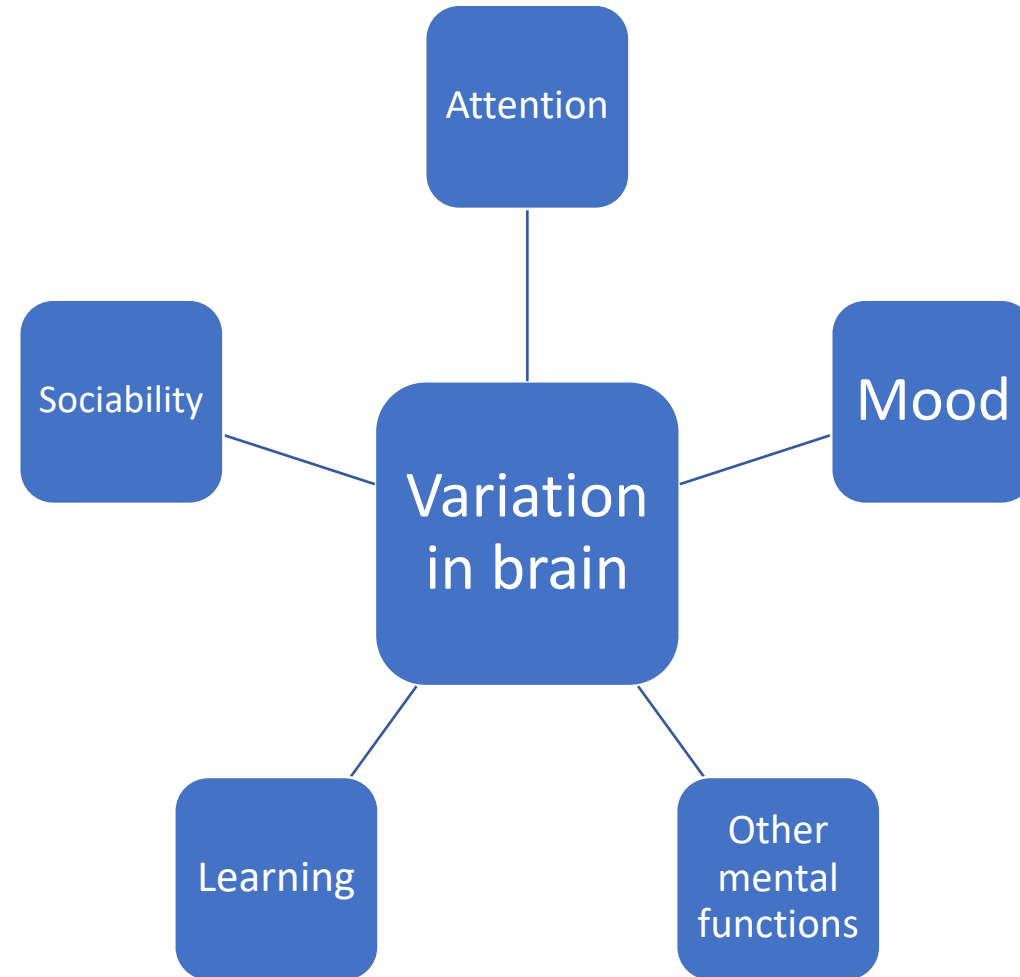 Attention
Sociability
Mood
Variation
in brain
Learning
Other
mental
functions